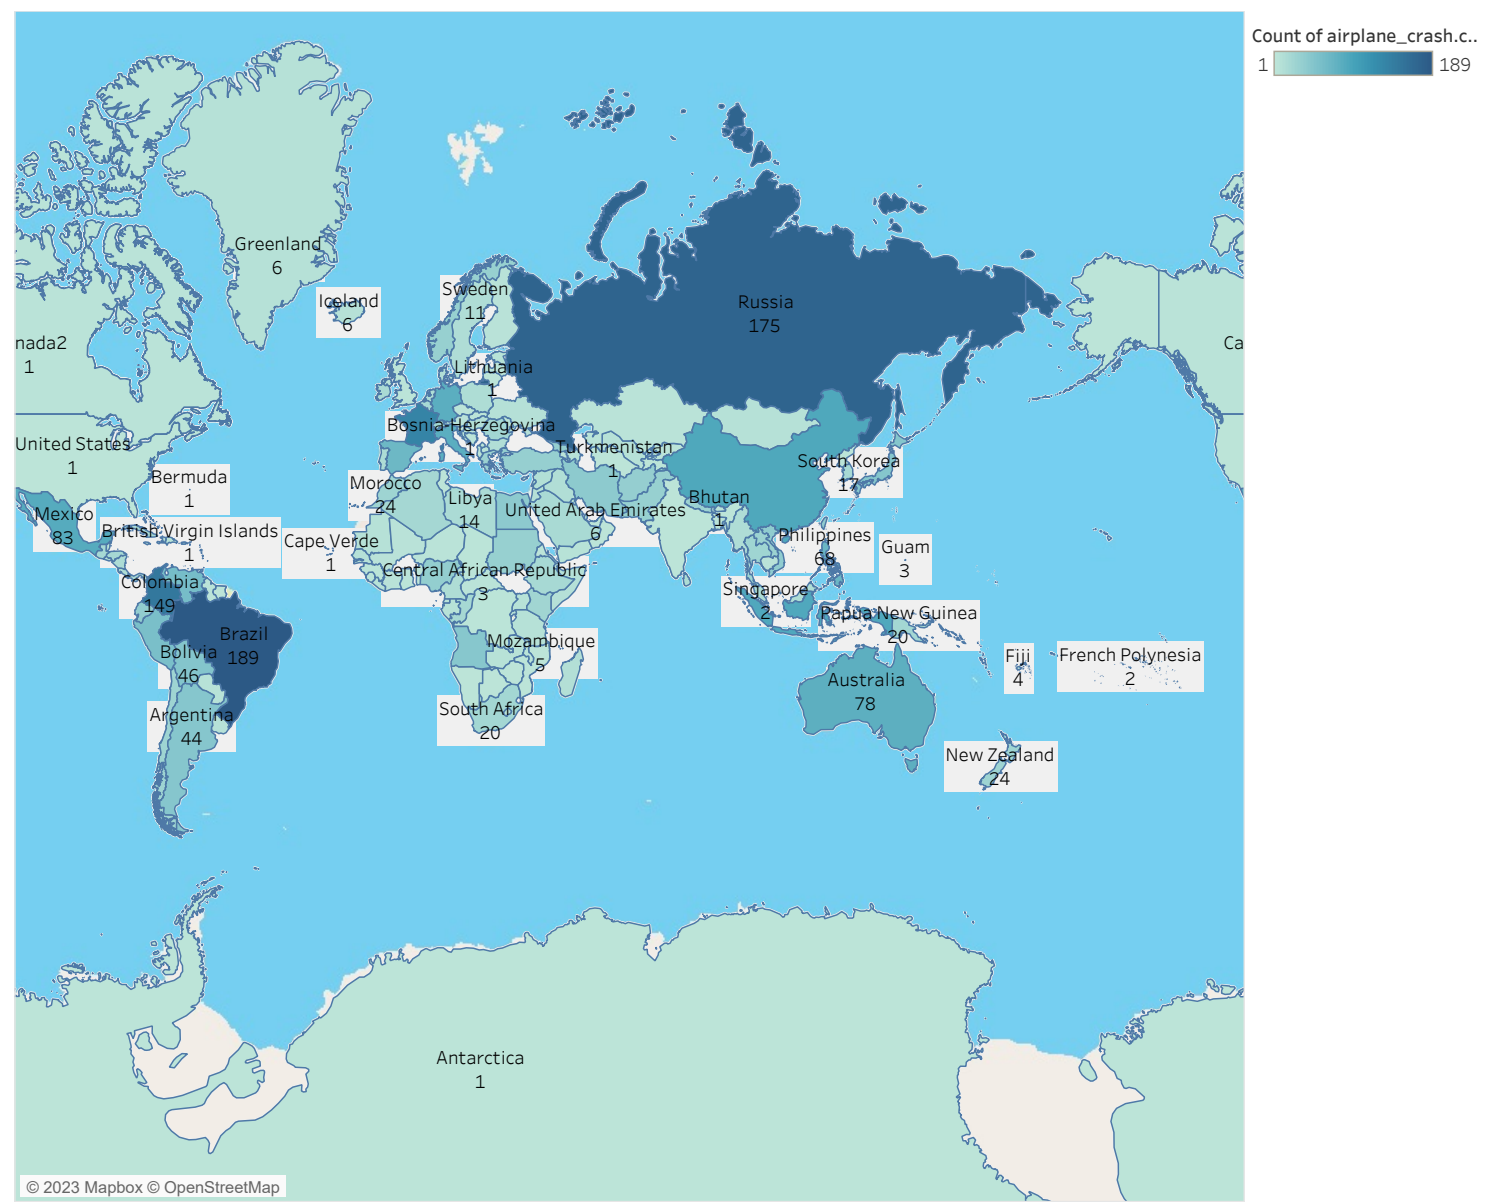 Count of airplane_crash.c..
1 189
Greenland
6
Iceland
6
Sweden
11
Russia
175
nada2
1
Ca
Lithuania
1
Bosnia-Herzegovina
1
United States
1
Turkmenistan
1
South Korea
17
Bermuda
1
Morocco
24
Libya
14
Bhutan
1
United Arab Emirates
6
Mexico
83
British Virgin Islands
1
Cape Verde
1
Philippines
68
Guam
3
Central African Republic
3
Colombia
149
Singapore
2
Papua New Guinea
20
Brazil
189
Mozambique
5
Bolivia
46
Fiji
4
French Polynesia
2
Australia
78
Argentina
44
South Africa
20
New Zealand
24
Antarctica
1
© 2023 Mapbox © OpenStreetMap